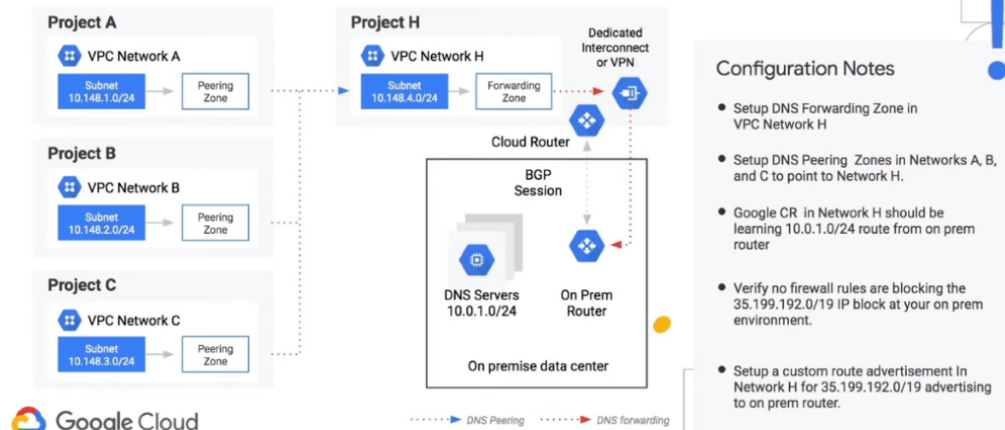 Project A
VPC Network A
Subnet
10.148.1.0/24
Peering
Zone
Project B
VPC Network B
Subnet
10.148.2.0/24
Peering
Zone
Project C
VPC Network C
Subnet
10.148.3.0/24
Peering
Zone
Project H
VPC Network H
Subnet
10.148.4.0/24
Forwarding
Zone
Dedicated
Interconnect
or VPN
Cloud Router
BGP
Session
DNS Servers
10.0.1.0/24
On Prem
Router
On premise data center
Google Cloud
DNS Peering
DNS forwarding
Configuration Notes
● Setup DNS Forwarding Zone in
VPC Network H
● Setup DNS Peering Zones in Networks A, B,
and C to point to Network H.
● Google CR in Network H should be
learning 10.0.1.0/24 route from on prem
router
● Verify no firewall rules are blocking the
35.199.192.0/19 IP block at your on prem
environment.
● Setup a custom route advertisement In
Network H for 35.199.192.0/19 advertising
to on prem router.